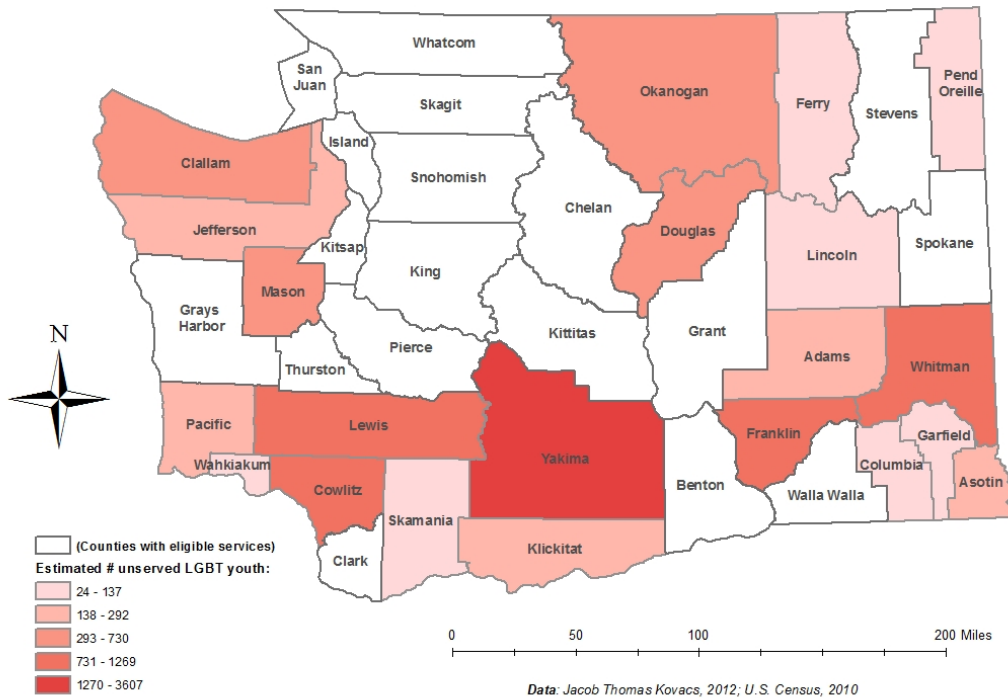 Whatcom
San
Juan
Skagit
Okanogan
Ferry
Stevens
Pend
Oreille
Island
Clallam
Snohomish
Chelan
Jefferson
Douglas
Kitsap
King
Lincoln
Spokane
Mason
Grays
Harbor
Kittitas
Grant
N
Pierce
Thurston
Adams
Whitman
Pacific
Lewis
Franklin
Garfield
Wahkiakum
Yakima
Columbia
Asotin
Cowlitz
Benton
Walla Walla
Skamania
Klickitat
Clark
(Counties with eligible services)
Estimated # unserved LGBT youth:
24 - 137
138 - 292
293 - 730
731 - 1269
1270 - 3607
0 50 100 200 Miles
Data: Jacob Thomas Kovacs, 2012; U.S. Census, 2010